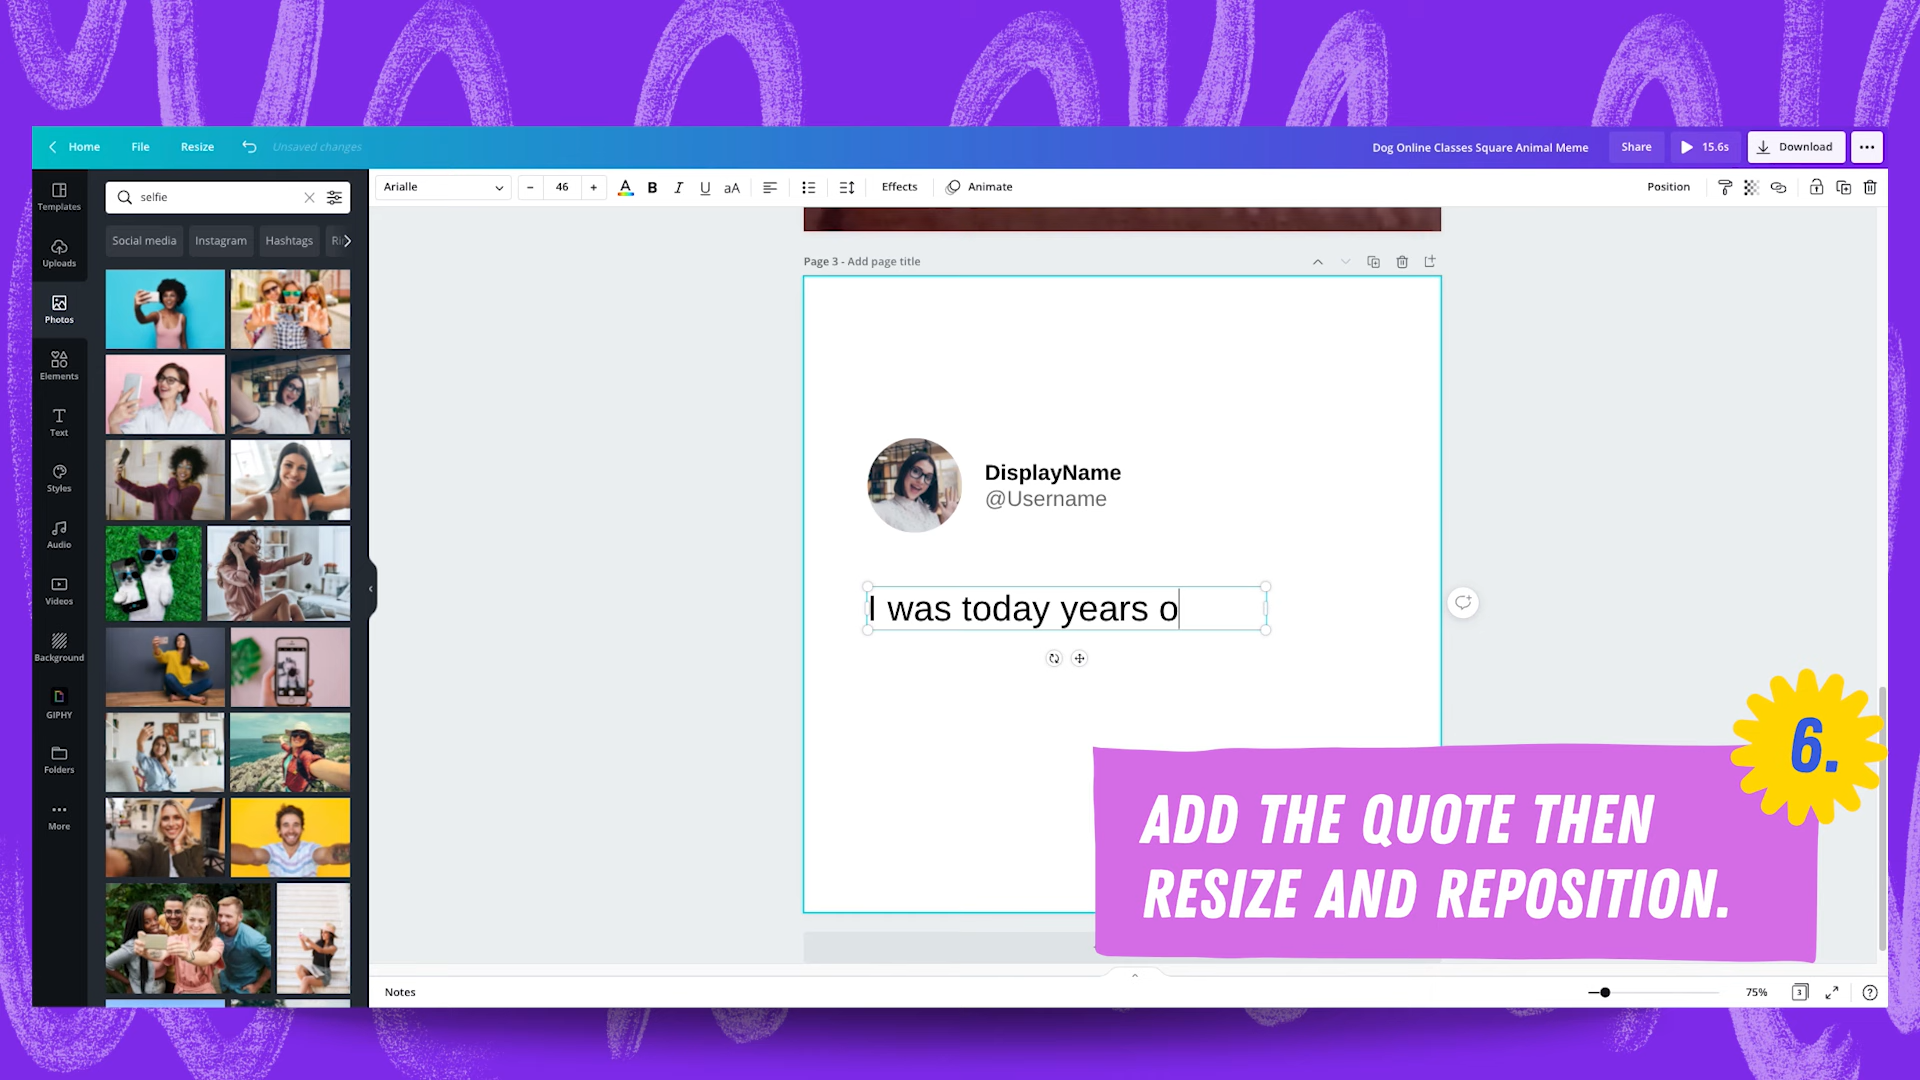 Home
File
Resize
Unsaved changes
Dog Online Classes Square Animal Meme
Share
15.6s
Download
Templates
Uploads
Photos
Elements
Text
Styles
Audio
Videos
Background
GIPHY
Folders
More
selfie
Social media
Instagram
Hashtags
Ri
Arialle
46
A
B
I
U
aA
Effects
Animate
Position
Page 3 - Add page title
DisplayName
@Username
I was today years o
6.
ADD THE QUOTE THEN
RESIZE AND REPOSITION.
Notes
75%
3
?